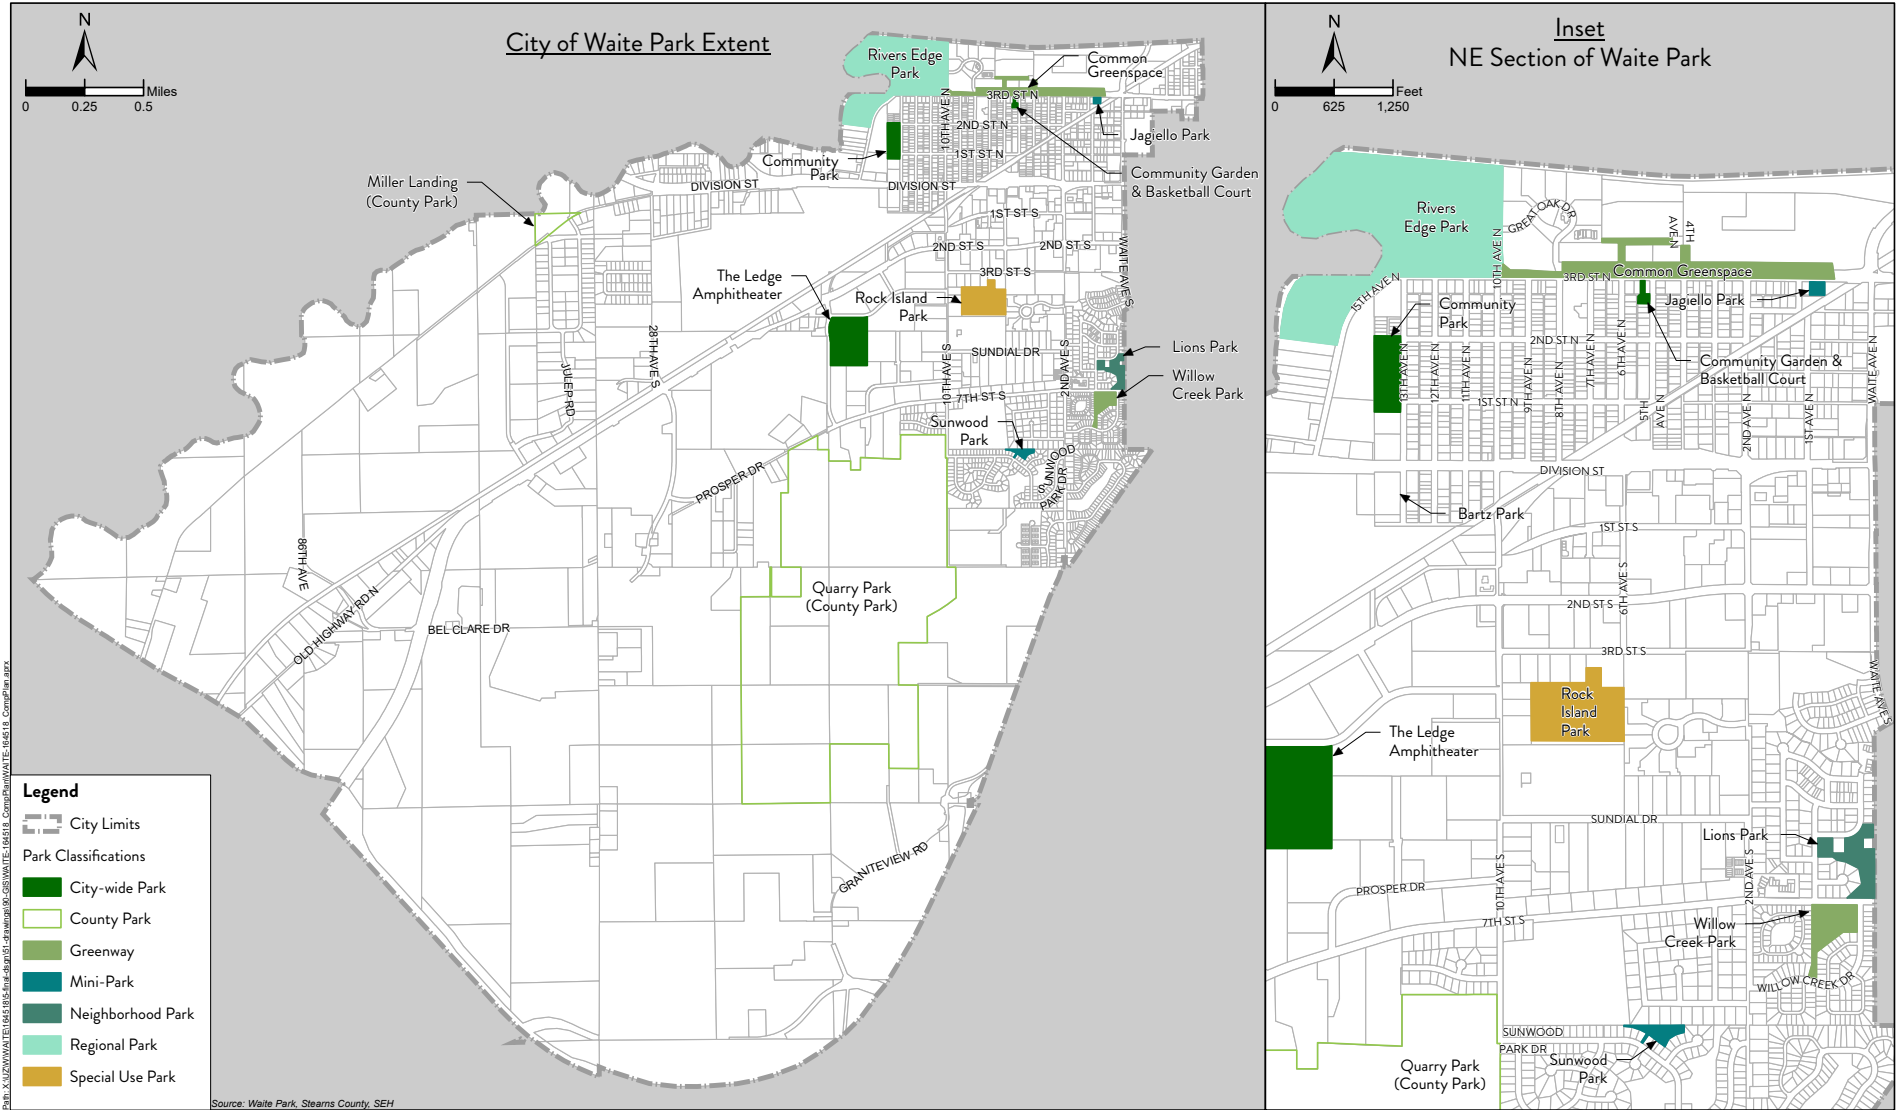 City of Waite Park Extent
N
0
0.25
0.5
Miles
Rivers Edge
Park
Common
Greenspace
3RD ST N
10TH AVE N
2ND ST N
1ST ST N
Jagiello Park
Community
Park
Community Garden
& Basketball Court
Miller Landing
(County Park)
DIVISION ST
DIVISION ST
1ST ST S
2ND ST S
2ND ST S
WAITE AVE S
3RD ST S
The Ledge
Amphitheater
Rock Island
Park
28TH AVE S
JULEP RD
SUNDIAL DR
10TH AVE S
2ND AVE S
Lions Park
Willow
Creek Park
7TH ST S
Sunwood
Park
SUNWOOD
PARK DR
PROSPER DR
86TH AVE
OLD HIGHWAY RD N
BEL CLARE DR
Quarry Park
(County Park)
GRANITEVIEW RD
Legend
City Limits
Park Classifications
City-wide Park
County Park
Greenway
Mini-Park
Neighborhood Park
Regional Park
Special Use Park
Source: Waite Park, Stearns County, SEH
Inset
NE Section of Waite Park
N
0
625
1,250
Feet
Rivers
Edge Park
GREAT OAK DR
10TH AVE N
4TH
AVE N
3RD ST N
Common Greenspace
15TH AVE N
Community
Park
Jagiello Park
2ND ST N
13TH AVE N
12TH AVE N
11TH AVE N
9TH AVE N
8TH AVE N
7TH AVE N
6TH AVE N
Community Garden &
Basketball Court
WAITE AVE N
1ST ST N
5TH
AVE N
2ND AVE N
1ST AVE N
DIVISION ST
Bartz Park
1ST ST S
6TH AVE S
2ND ST S
3RD ST S
WAITE AVE S
Rock
Island
Park
The Ledge
Amphitheater
SUNDIAL DR
Lions Park
PROSPER DR
10TH AVE S
2ND AVE S
7TH ST S
Willow
Creek Park
WILLOW CREEK DR
SUNWOOD
PARK DR
Sunwood
Park
Quarry Park
(County Park)